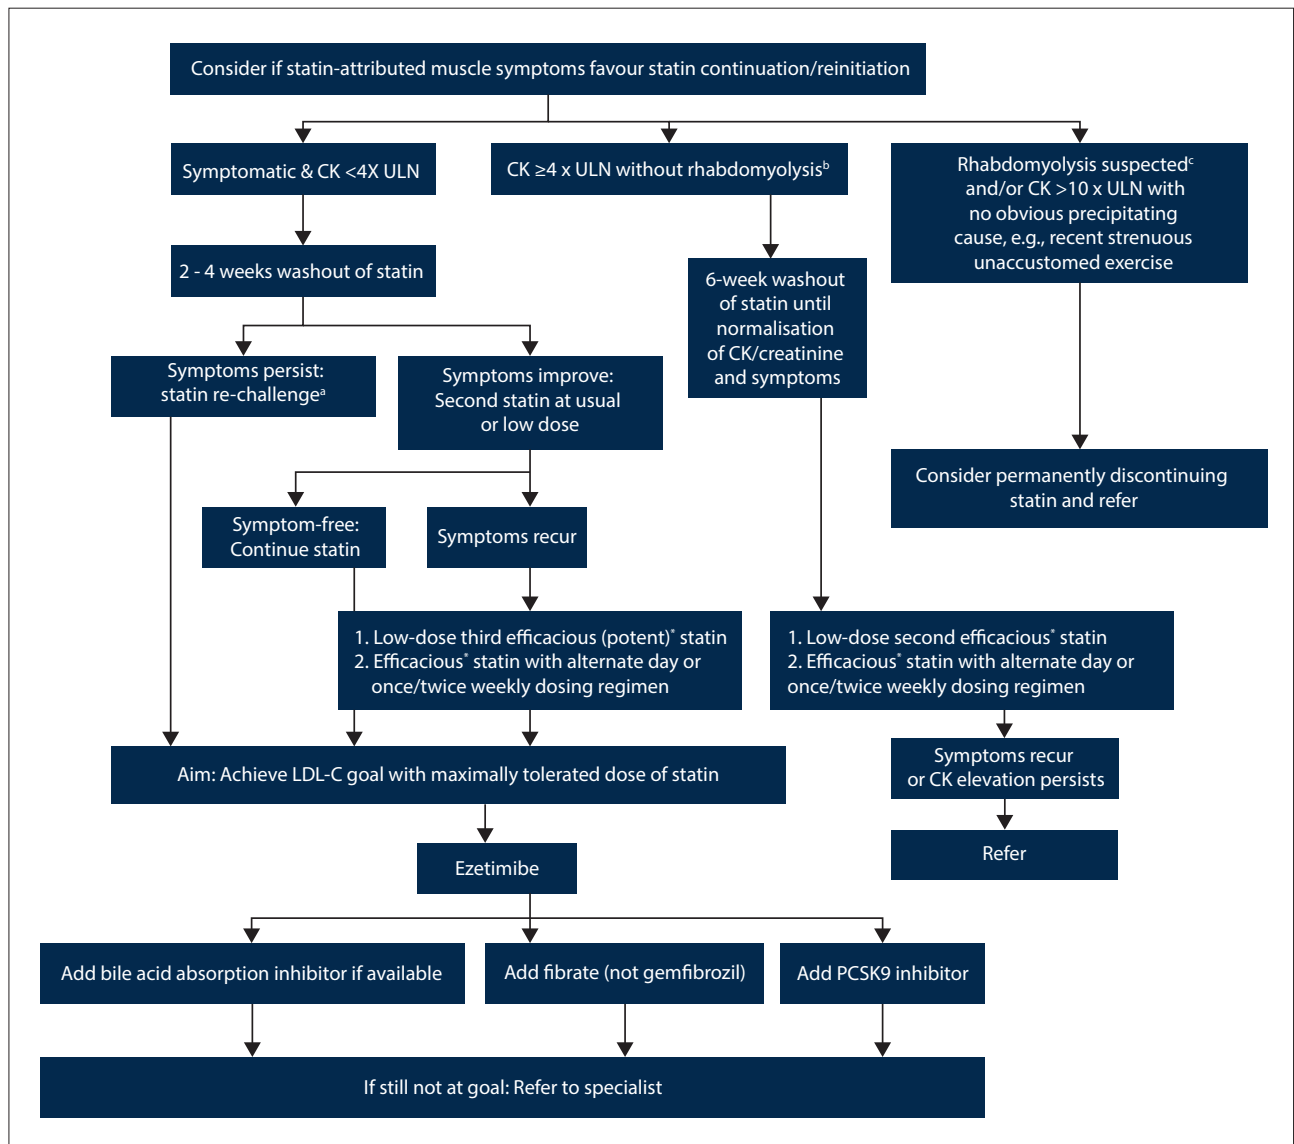 Consider if statin-attributed muscle symptoms favour statin continuation/reinitiation
Symptomatic & CK <4X ULN
CK ≥4 x ULN without rhabdomyolysisᵇ
Rhabdomyolysis suspectedᶜ
and/or CK >10 x ULN with
no obvious precipitating
cause, e.g., recent strenuous
unaccustomed exercise
2 - 4 weeks washout of statin
6-week washout
of statin until
normalisation
of CK/creatinine
and symptoms
Symptoms persist:
statin re-challengeᵃ
Symptoms improve:
Second statin at usual
or low dose
Consider permanently discontinuing
statin and refer
Symptom-free:
Continue statin
Symptoms recur
1. Low-dose third efficacious (potent)* statin
2. Efficacious* statin with alternate day or
once/twice weekly dosing regimen
1. Low-dose second efficacious* statin
2. Efficacious* statin with alternate day or
once/twice weekly dosing regimen
Aim: Achieve LDL-C goal with maximally tolerated dose of statin
Symptoms recur
or CK elevation persists
Refer
Ezetimibe
Add bile acid absorption inhibitor if available
Add fibrate (not gemfibrozil)
Add PCSK9 inhibitor
If still not at goal: Refer to specialist